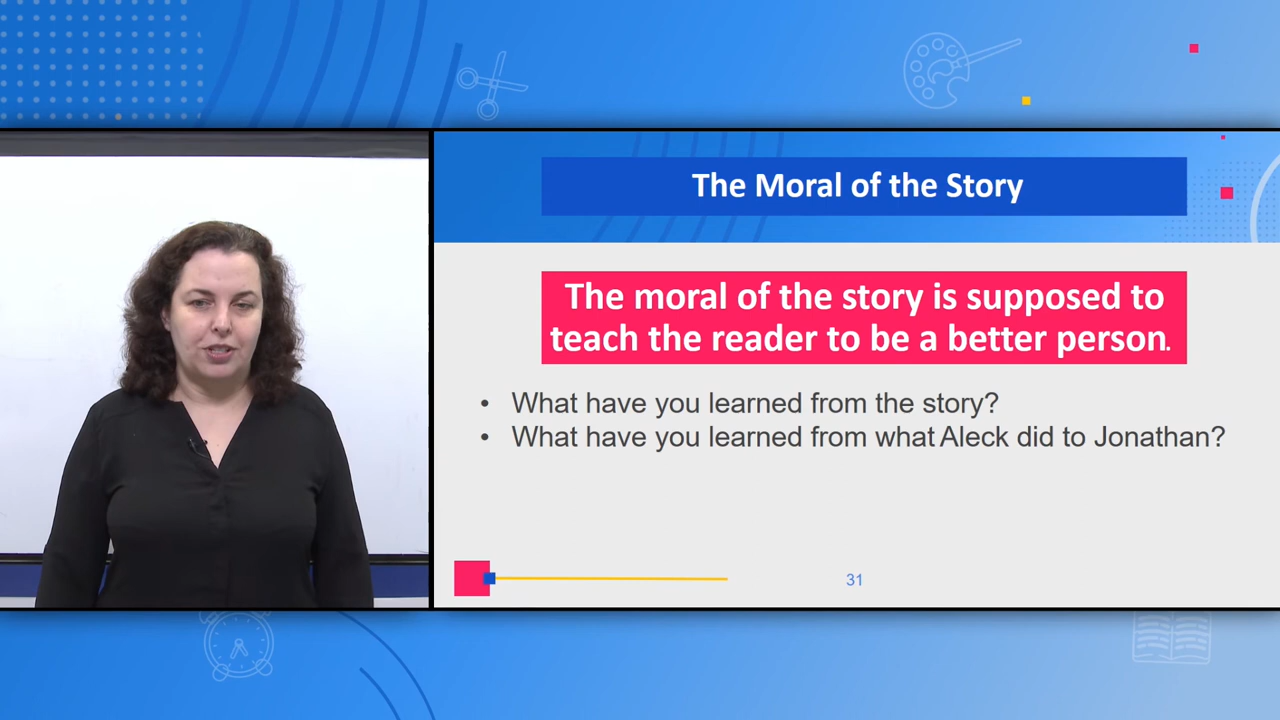 The Moral of the Story
The moral of the story is supposed to
teach the reader to be a better person.
• What have you learned from the story?
• What have you learned from what Aleck did to Jonathan?
31